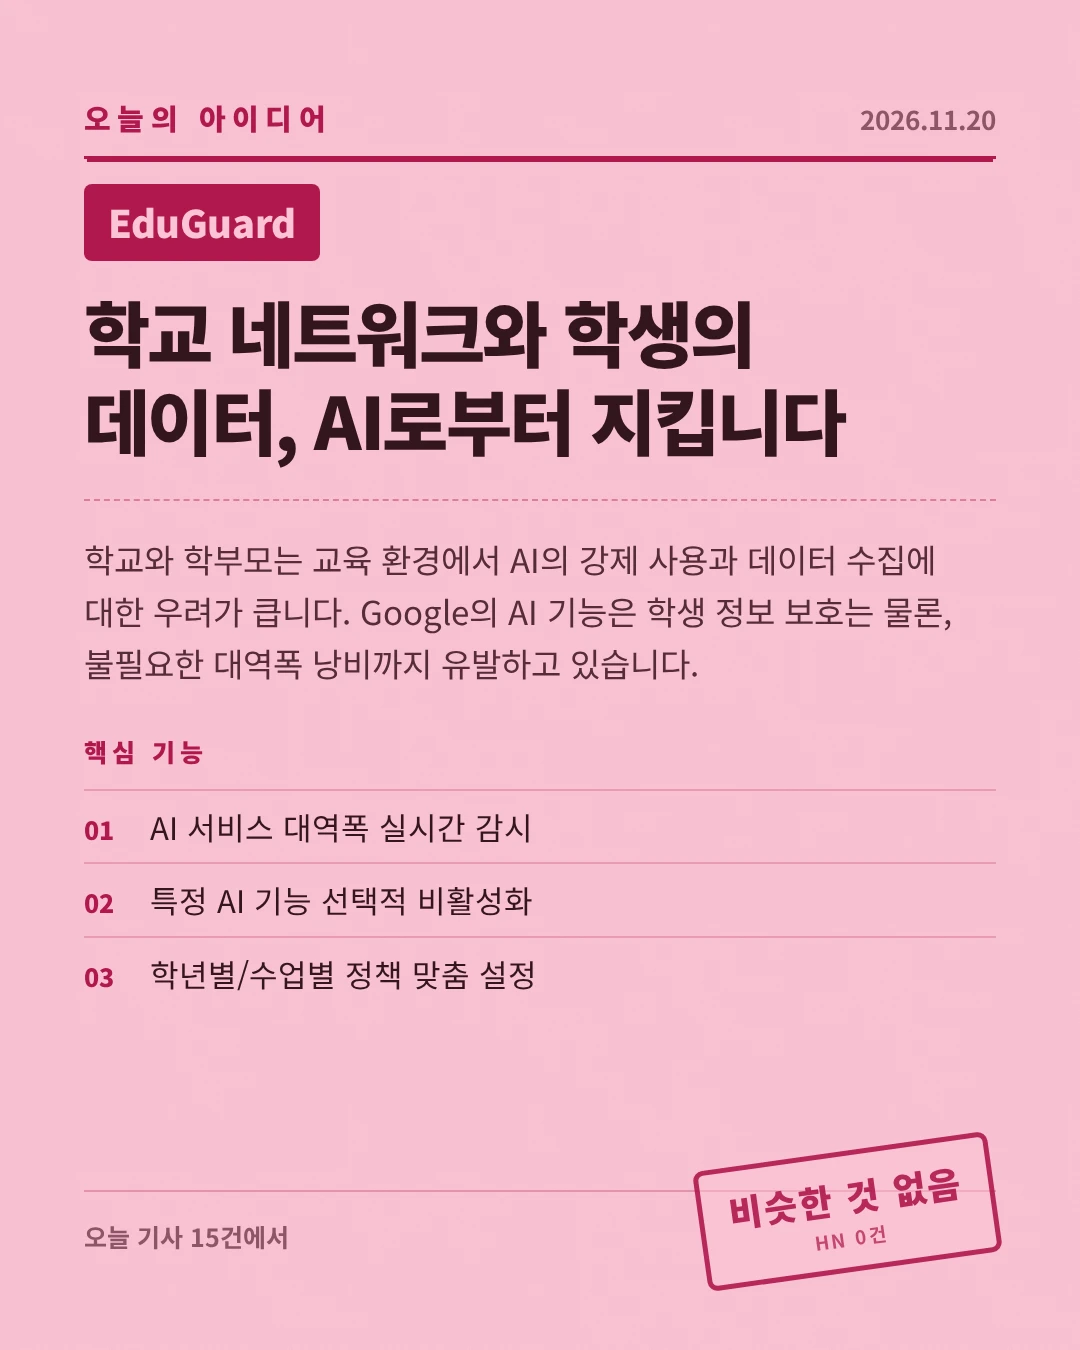 오늘의 아이디어
2026.11.20
EduGuard
학교 네트워크와 학생의
데이터, AI로부터 지킵니다
학교와 학부모는 교육 환경에서 AI의 강제 사용과 데이터 수집에
대한 우려가 큽니다. Google의 AI 기능은 학생 정보 보호는 물론,
불필요한 대역폭 낭비까지 유발하고 있습니다.
핵심 기능
01 AI 서비스 대역폭 실시간 감시
02 특정 AI 기능 선택적 비활성화
03 학년별/수업별 정책 맞춤 설정
비슷한 것 없음
HN 0건
오늘 기사 15건에서